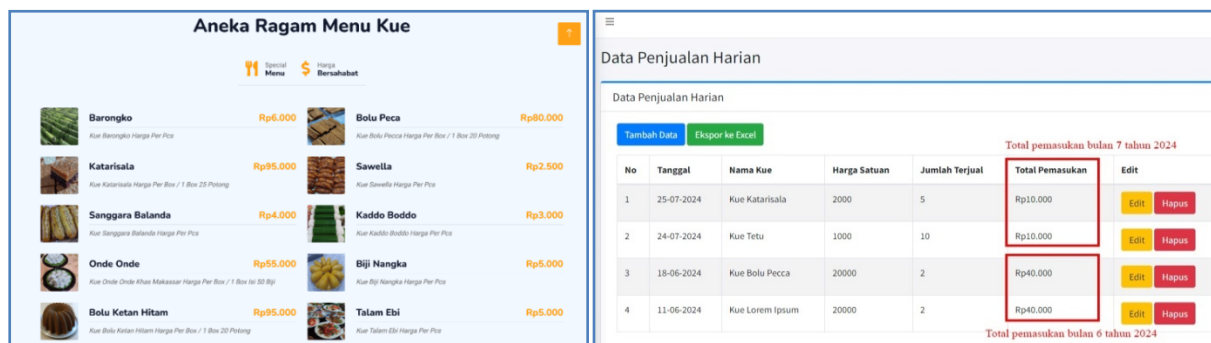 Aneka Ragam Menu Kue
↑
Special
Menu
Harga
Bersahabat
Barongko Rp6.000
Kue Barongko Harga Per Pcs
Bolu Peca Rp80.000
Kue Bolu Pecca Harga Per Box / 1 Box 20 Potong
Katarisala Rp95.000
Kue Katarisala Harga Per Box / 1 Box 25 Potong
Sawella Rp2.500
Kue Sawella Harga Per Pcs
Sanggara Balanda Rp4.000
Kue Sanggara Balanda Harga Per Pcs
Kaddo Boddo Rp3.000
Kue Kaddo Boddo Harga Per Pcs
Onde Onde Rp55.000
Kue Onde Onde Khas Makassar Harga Per Box / 1 Box Isi 50 Biji
Biji Nangka Rp5.000
Kue Biji Nangka Harga Per Pcs
Bolu Ketan Hitam Rp95.000
Kue Bolu Ketan Hitam Harga Per Box / 1 Box 20 Potong
Talam Ebi Rp5.000
Kue Talam Ebi Harga Per Pcs
Data Penjualan Harian
Data Penjualan Harian
Tambah Data Ekspor ke Excel
Total pemasukan bulan 7 tahun 2024
No Tanggal Nama Kue Harga Satuan Jumlah Terjual Total Pemasukan Edit
1 25-07-2024 Kue Katarisala 2000 5 Rp10.000 Edit Hapus
2 24-07-2024 Kue Tetu 1000 10 Rp10.000 Edit Hapus
3 18-06-2024 Kue Bolu Pecca 20000 2 Rp40.000 Edit Hapus
4 11-06-2024 Kue Lorem Ipsum 20000 2 Rp40.000 Edit Hapus
Total pemasukan bulan 6 tahun 2024